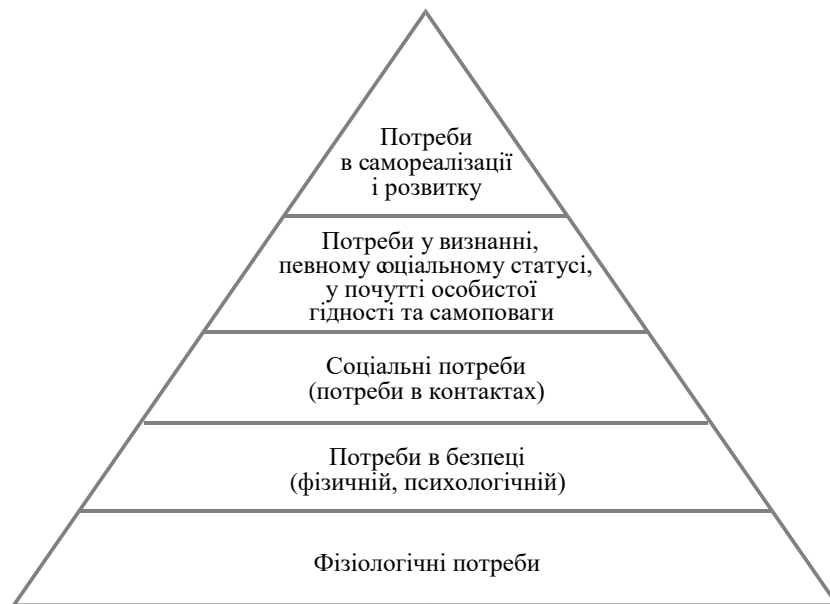 Потреби
в самореалізації
і розвитку
Потреби у визнанні,
певному соціальному статусі,
у почутті особистої
гідності та самоповаги
Соціальні потреби
(потреби в контактах)
Потреби в безпеці
(фізичній, психологічній)
Фізіологічні потреби